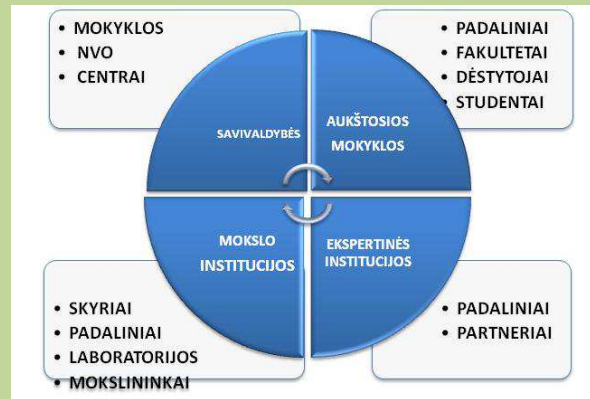 • MOKYKLOS
• NVO
• CENTRAI
• PADALINIAI
• FAKULTETAI
• DĖSTYTOJAI
• STUDENTAI
SAVIVALDYBĖS
AUKŠTOSIOS
MOKYKLOS
MOKSLO
INSTITUCIJOS
EKSPERTINĖS
INSTITUCIJOS
• SKYRIAI
• PADALINIAI
• LABORATORIJOS
• MOKSLININKAI
• PADALINIAI
• PARTNERIAI